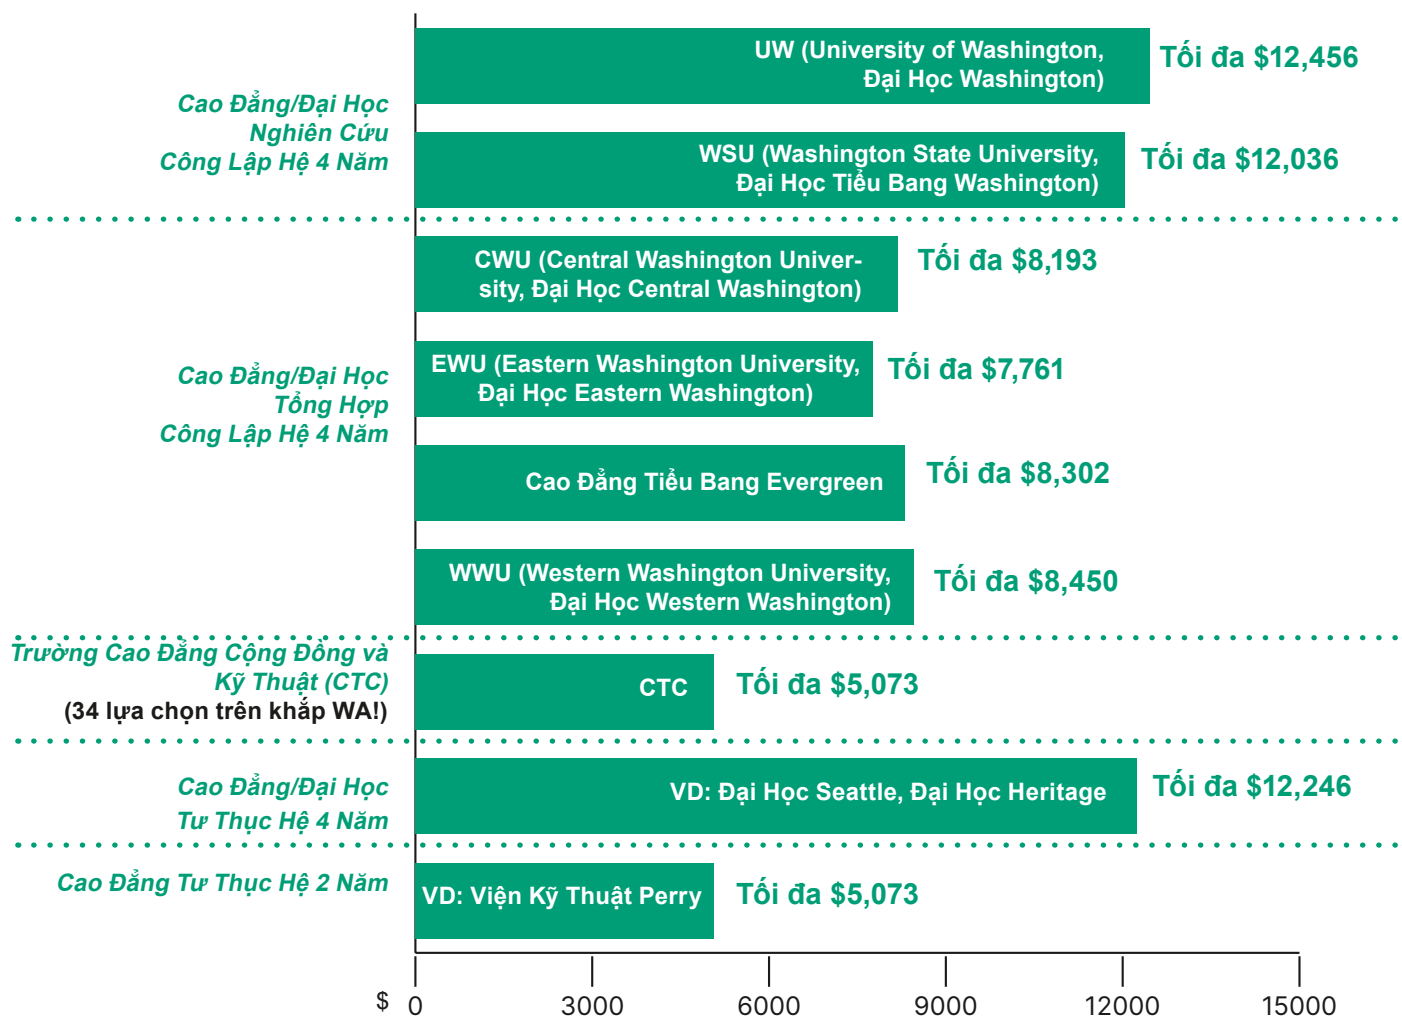 UW (University of Washington,
Đại Học Washington)
Tối đa $12,456
Cao Đẳng/Đại Học
Nghiên Cứu
Công Lập Hệ 4 Năm
WSU (Washington State University,
Đại Học Tiểu Bang Washington)
Tối đa $12,036
CWU (Central Washington Univer-
sity, Đại Học Central Washington)
Tối đa $8,193
Cao Đẳng/Đại Học
Tổng Hợp
Công Lập Hệ 4 Năm
EWU (Eastern Washington University,
Đại Học Eastern Washington)
Tối đa $7,761
Cao Đẳng Tiểu Bang Evergreen
Tối đa $8,302
WWU (Western Washington University,
Đại Học Western Washington)
Tối đa $8,450
Trường Cao Đẳng Cộng Đồng và
Kỹ Thuật (CTC)
(34 lựa chọn trên khắp WA!)
CTC
Tối đa $5,073
Cao Đẳng/Đại Học
Tư Thục Hệ 4 Năm
VD: Đại Học Seattle, Đại Học Heritage
Tối đa $12,246
Cao Đẳng Tư Thục Hệ 2 Năm
VD: Viện Kỹ Thuật Perry
Tối đa $5,073
$ 0 3000 6000 9000 12000 15000